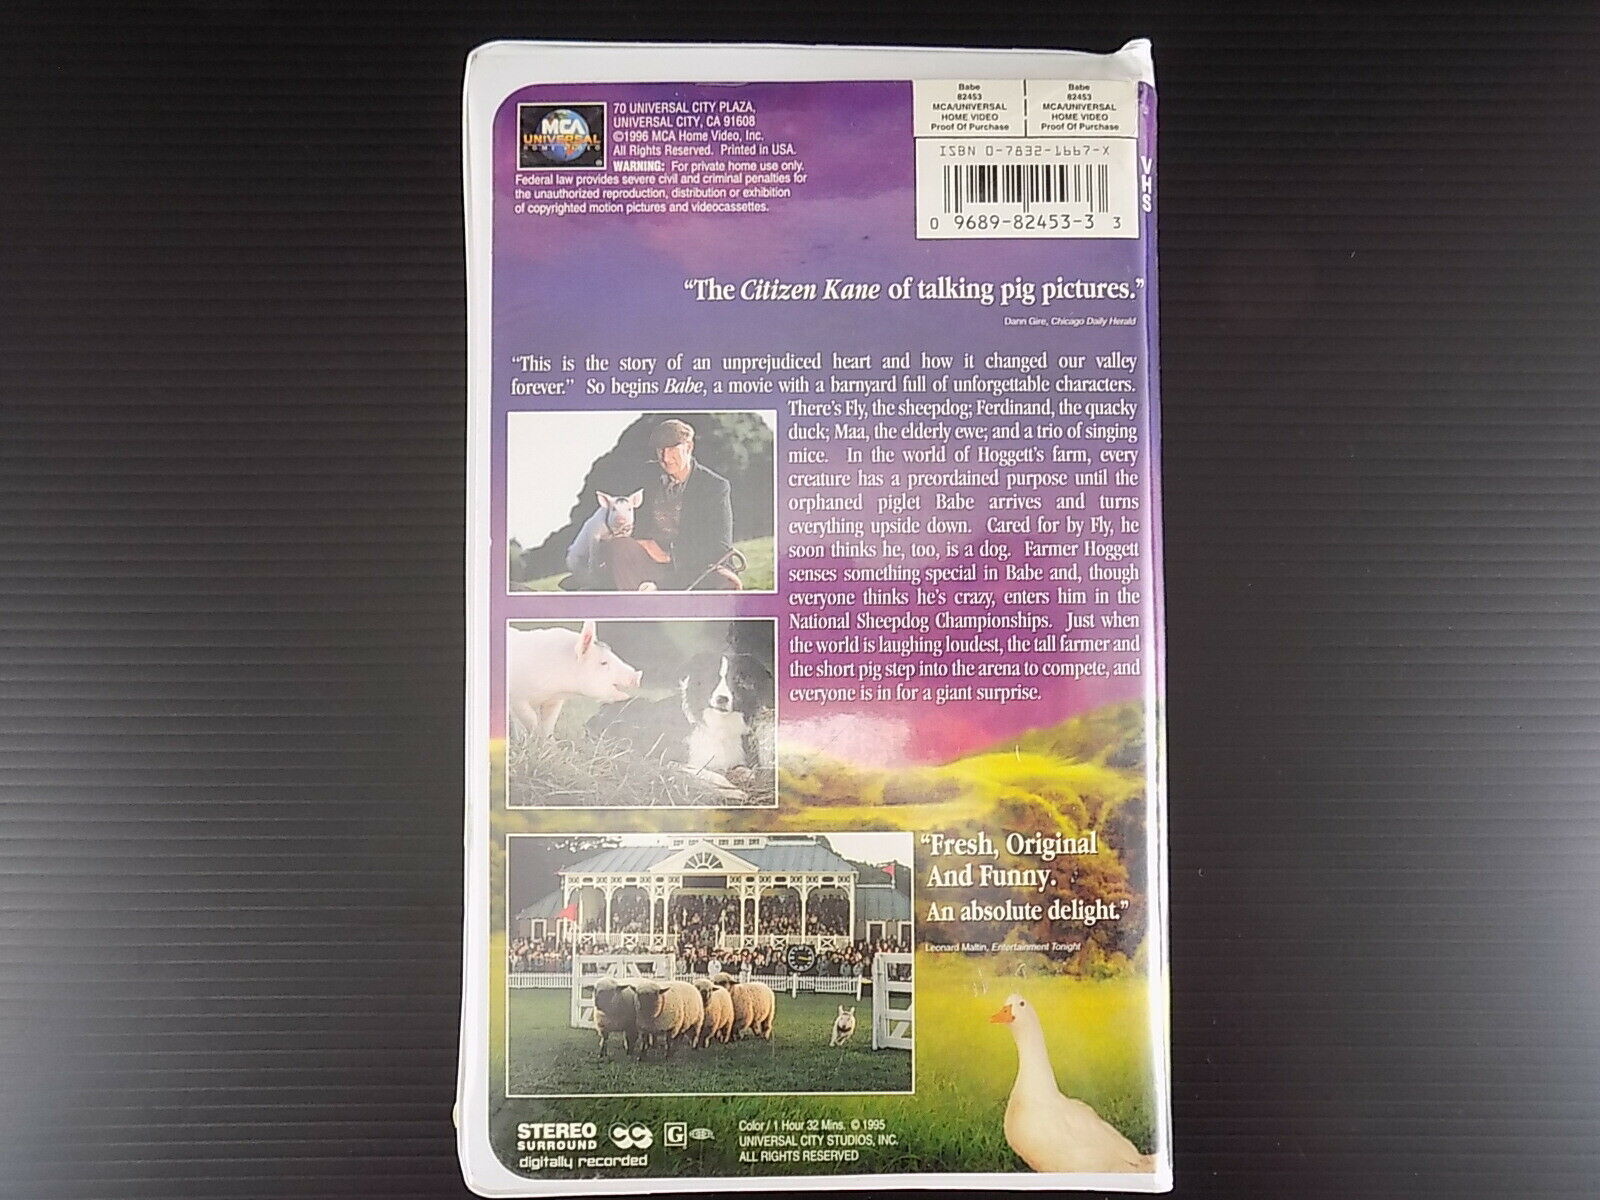 MCA
UNIVERSAL
HOME VIDEO
70 UNIVERSAL CITY PLAZA,
UNIVERSAL CITY, CA 91608
©1996 MCA Home Video, Inc.
All Rights Reserved. Printed in USA.
WARNING: For private home use only.
Federal law provides severe civil and criminal penalties for
the unauthorized reproduction, distribution or exhibition
of copyrighted motion pictures and videocassettes.
Babe
82453
MCA/UNIVERSAL
HOME VIDEO
Proof Of Purchase
Babe
82453
MCA/UNIVERSAL
HOME VIDEO
Proof Of Purchase
ISBN 0-7832-1667-X
0 9689-82453-3 3
VHS
“The Citizen Kane of talking pig pictures.”
Dann Gire, Chicago Daily Herald
“This is the story of an unprejudiced heart and how it changed our valley
forever.” So begins Babe, a movie with a barnyard full of unforgettable characters.
There's Fly, the sheepdog; Ferdinand, the quacky
duck; Maa, the elderly ewe; and a trio of singing
mice. In the world of Hoggett's farm, every
creature has a preordained purpose until the
orphaned piglet Babe arrives and turns
everything upside down. Cared for by Fly, he
soon thinks he, too, is a dog. Farmer Hoggett
senses something special in Babe and, though
everyone thinks he's crazy, enters him in the
National Sheepdog Championships. Just when
the world is laughing loudest, the tall farmer and
the short pig step into the arena to compete, and
everyone is in for a giant surprise.
“Fresh, Original
And Funny.
An absolute delight.”
Leonard Maltin, Entertainment Tonight
STEREO
SURROUND
digitally recorded
CC
G
Color / 1 Hour 32 Mins. © 1995
UNIVERSAL CITY STUDIOS, INC.
ALL RIGHTS RESERVED